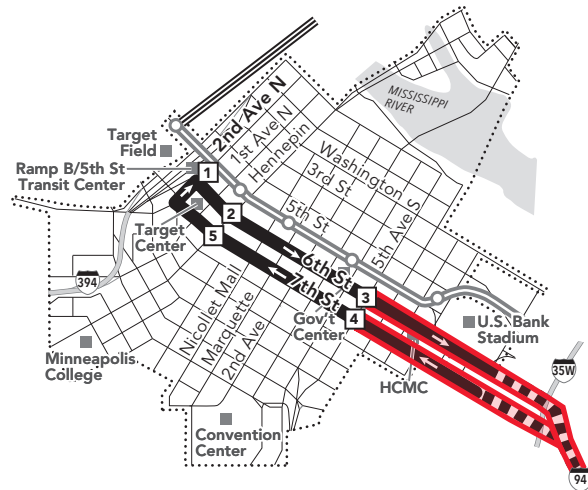 MISSISSIPPI
RIVER
2nd Ave N
1st Ave N
Hennepin
Washington
3rd St
5th St
5th Ave S
Target
Field
Ramp B/5th St
Transit Center
1
2
Target
Center
5
6th St
7th St
3
4
Gov't
Center
394
Nicollet Mall
Marquette
2nd Ave
U.S. Bank
Stadium
Minneapolis
College
HCMC
35W
Convention
Center
94